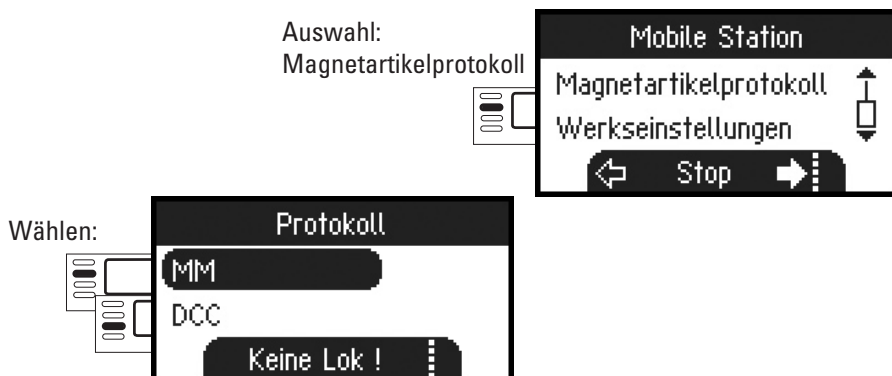 Auswahl:
Magnetartikelprotokoll
Mobile Station
Magnetartikelprotokoll
Werkseinstellungen
Stop
Wählen:
Protokoll
MM
DCC
Keine Lok !